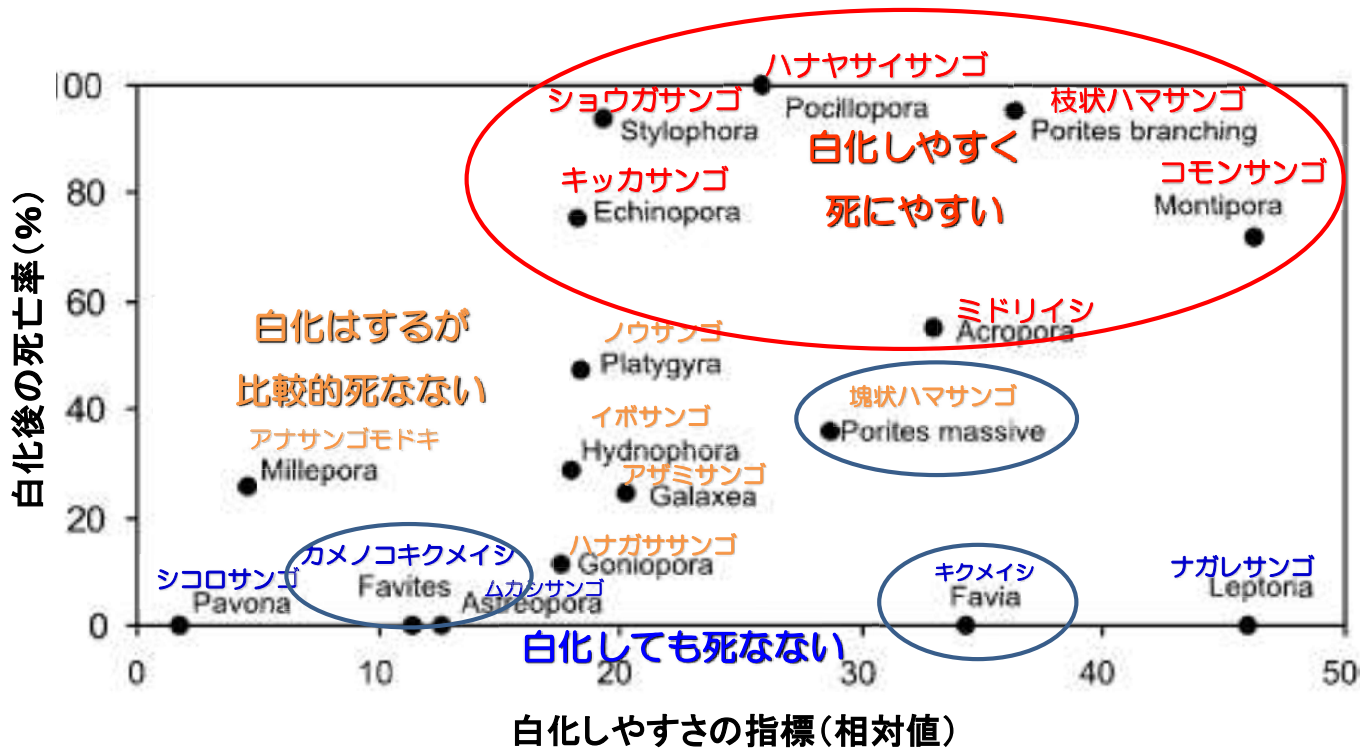 ハナヤサイサンゴ
Pocillopora
ショウガサンゴ
Stylophora
枝状ハマサンゴ
Porites branching
白化しやすく
死にやすい
キッカサンゴ
Echinopora
コモンサンゴ
Montipora
ミドリイシ
Acropora
白化はするが
比較的死なない
ノウサンゴ
Platygyra
塊状ハマサンゴ
Porites massive
イボサンゴ
Hydnophora
アナサンゴモドキ
Millepora
アザミサンゴ
Galaxea
ハナガササンゴ
Goniopora
カメノコキクメイシ
Favites
シコロサンゴ
Pavona
ムカシサンゴ
Astreopora
キクメイシ
Favia
ナガレサンゴ
Leptoria
白化しても死なない
白化後の死亡率(%)
00
80
60
40
20
0
0 10 20 30 40 50
白化しやすさの指標(相対値)